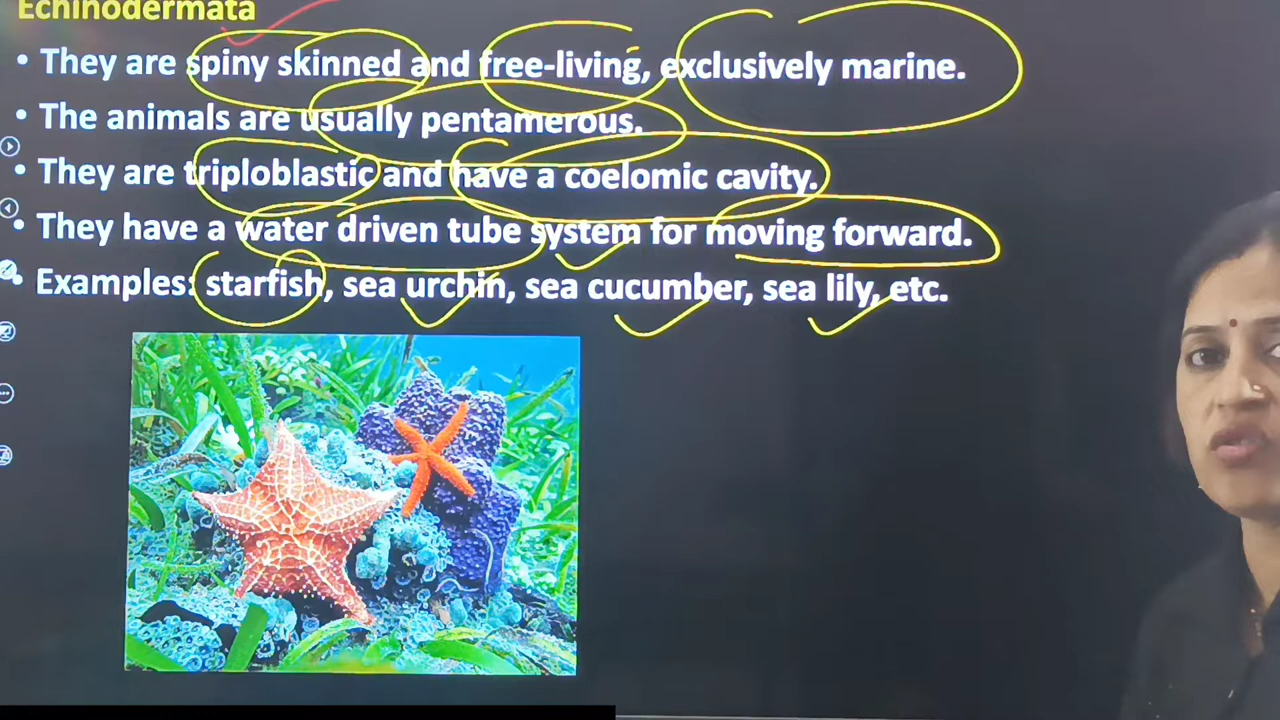 Echinodermata
• They are spiny skinned and free-living, exclusively marine.
• The animals are usually pentamerous.
• They are triploblastic and have a coelomic cavity.
• They have a water driven tube system for moving forward.
• Examples: starfish, sea urchin, sea cucumber, sea lily, etc.